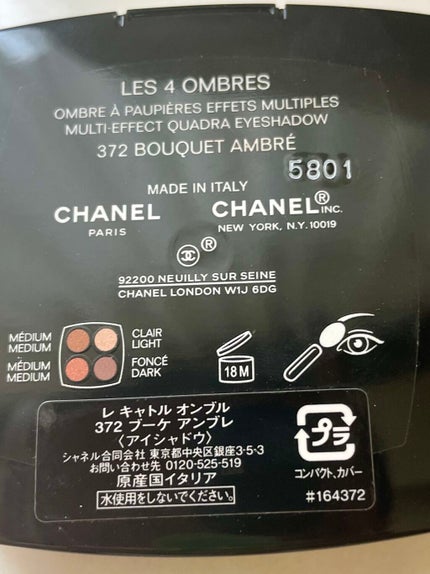 LES 4 OMBRES
OMBRE À PAUPIÈRES EFFETS MULTIPLES
MULTI-EFFECT QUADRA EYESHADOW
372 BOUQUET AMBRÉ
5801
MADE IN ITALY
CHANEL
PARIS
CHANEL® INC.
NEW YORK, N.Y. 10019
®
92200 NEUILLY SUR SEINE
CHANEL LONDON W1J 6DG
MÉDIUM
MEDIUM
CLAIR
LIGHT
MÉDIUM
MEDIUM
FONCÉ
DARK
18 M
レ キャトル オンブル
372 ブーケ アンブレ
〈アイシャドウ〉
シャネル合同会社 東京都中央区銀座3-5-3
お問い合わせ先 0120-525-519
原産国イタリア
水使用をしないでください。
プラ
コンパクト、カバー
#164372